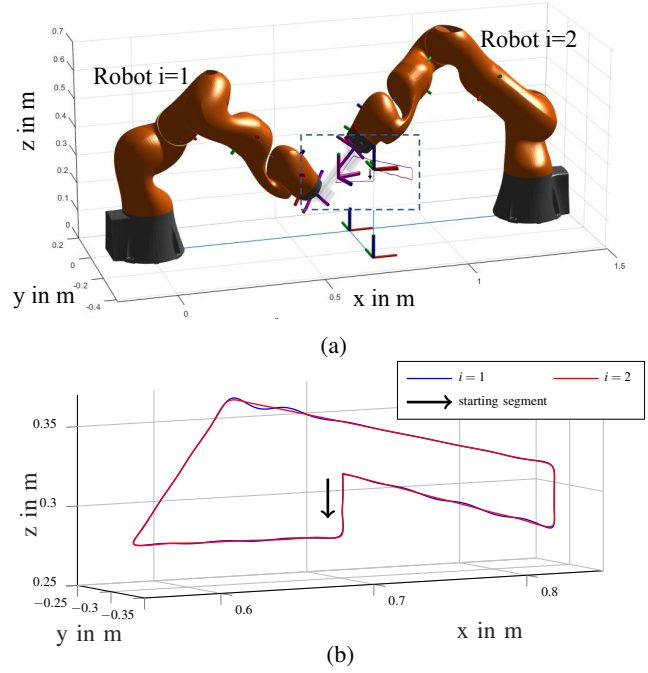 0.7
0.6
0.5
0.4
0.3
0.2
0.1
0
z in m
Robot i=1
Robot i=2
0.2
0
-0.2
-0.4
y in m
0
0.5
1
1.5
x in m
(a)
i = 1
i = 2
starting segment
0.35
0.3
0.25
z in m
−0.25
−0.3
−0.35
y in m
0.6
0.7
0.8
x in m
(b)